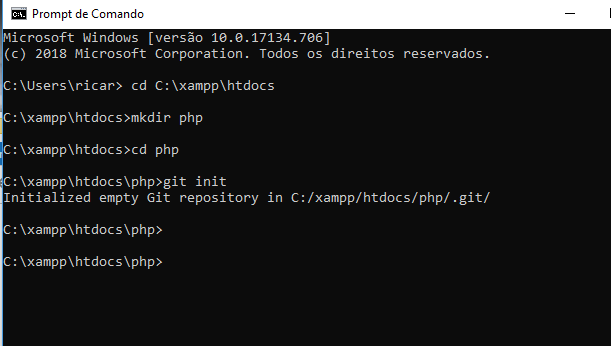 Prompt de Comando
Microsoft Windows [versão 10.0.17134.706]
(c) 2018 Microsoft Corporation. Todos os direitos reservados.
C:\Users\ricar> cd C:\xampp\htdocs
C:\xampp\htdocs>mkdir php
C:\xampp\htdocs>cd php
C:\xampp\htdocs\php>git init
Initialized empty Git repository in C:/xampp/htdocs/php/.git/
C:\xampp\htdocs\php>
C:\xampp\htdocs\php>